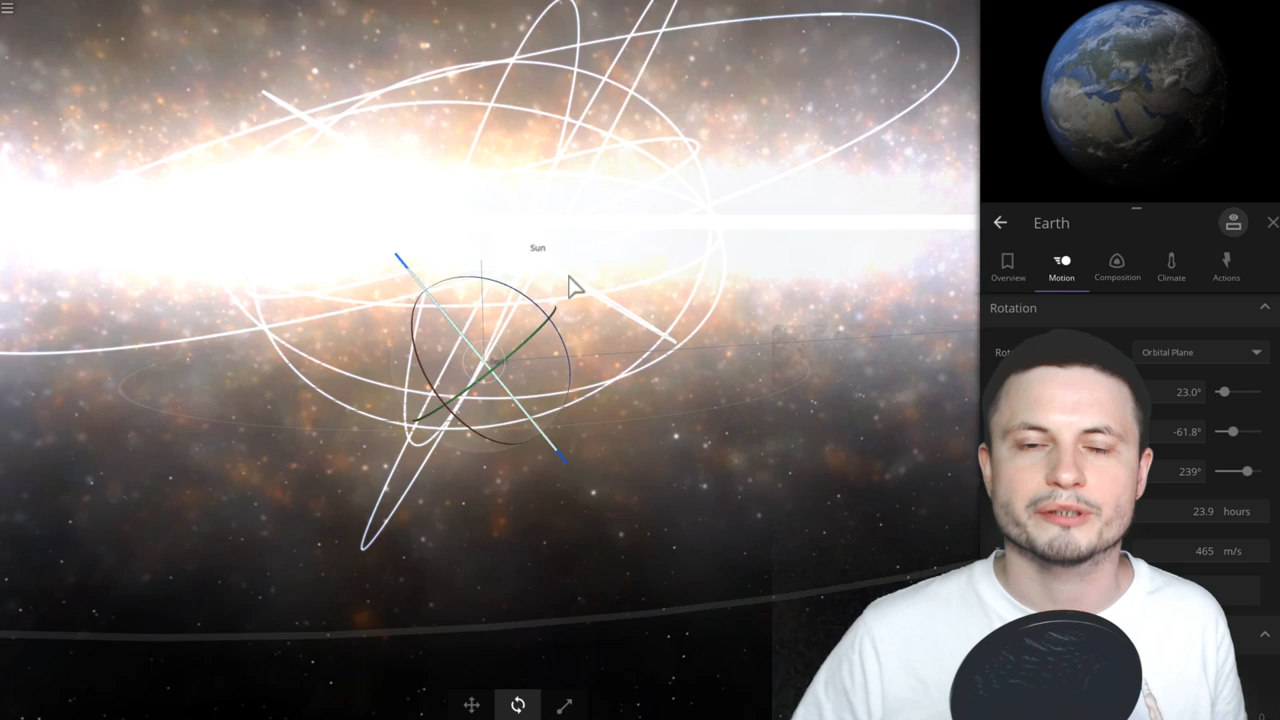 Sun
Earth
Overview
Motion
Composition
Climate
Actions
Rotation
Orbital Plane
23.0°
-61.8°
239°
23.9 hours
465 m/s